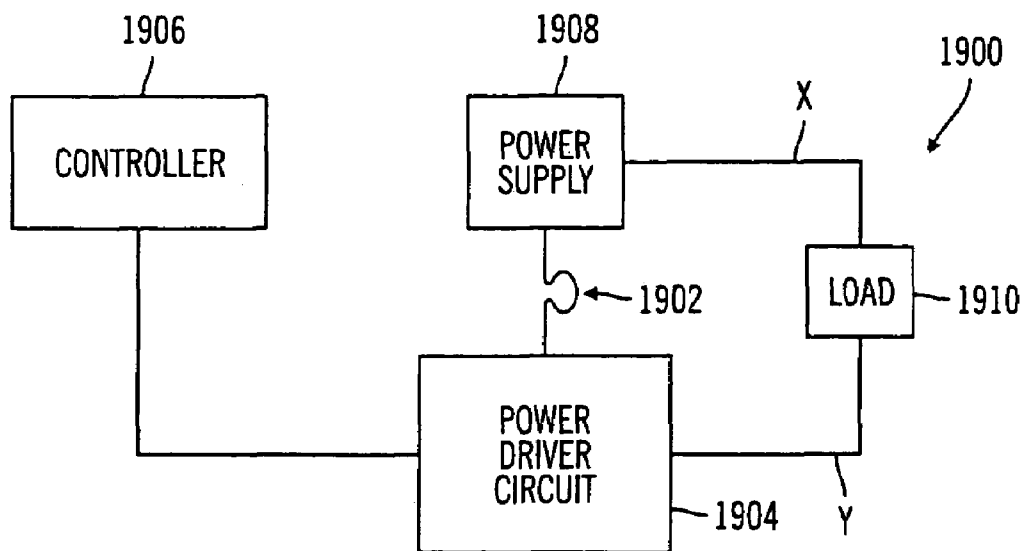 1906
1908
1900
X
CONTROLLER
POWER
SUPPLY
1902
LOAD
1910
POWER
DRIVER
CIRCUIT
1904
Y